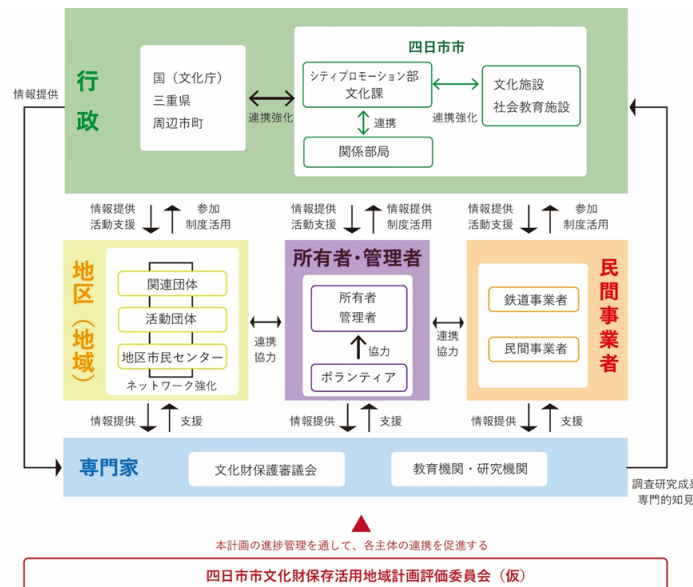 四日市市
行政
国（文化庁）
三重県
周辺市町
連携強化
シティプロモーション部
文化課
連携
関係部局
連携強化
文化施設
社会教育施設
情報提供
情報提供
活動支援
参加
制度活用
情報提供
活動支援
情報提供
制度活用
情報提供
活動支援
参加
制度活用
地区（地域）
関連団体
活動団体
地区市民センター
ネットワーク強化
連携
協力
所有者・管理者
所有者
管理者
協力
ボランティア
連携
協力
民間事業者
鉄道事業者
民間事業者
情報提供
支援
情報提供
支援
情報提供
支援
専門家
文化財保護審議会
教育機関・研究機関
調査研究成果
専門的知見
本計画の進捗管理を通して、各主体の連携を促進する
四日市市文化財保存活用地域計画評価委員会（仮）